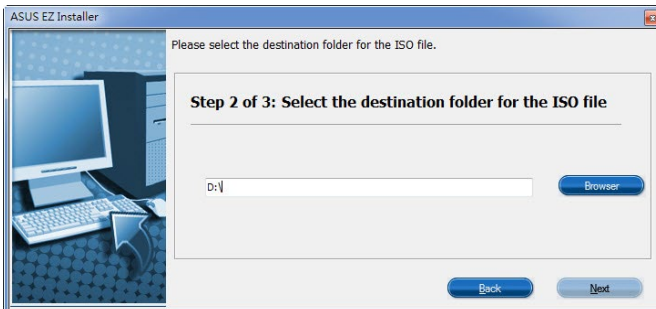 ASUS EZ Installer
Please select the destination folder for the ISO file.
Step 2 of 3: Select the destination folder for the ISO file
D:\
Browser
Back
Next